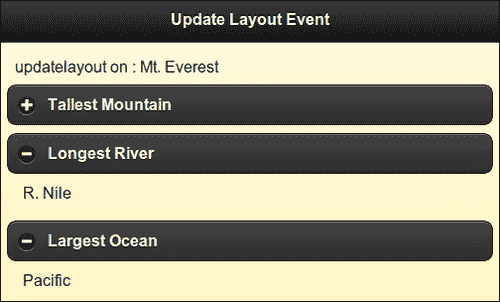 Update Layout Event
updatelayout on : Mt. Everest
Tallest Mountain
Longest River
R. Nile
Largest Ocean
Pacific